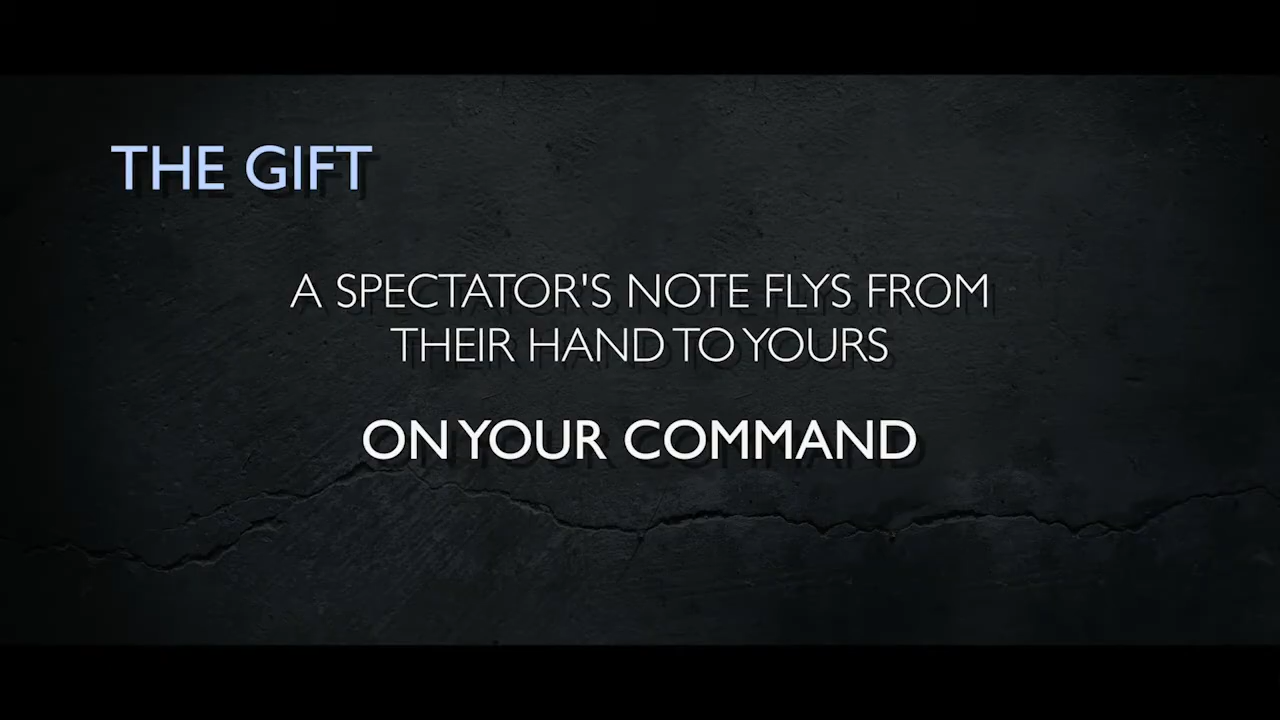 THE GIFT
A SPECTATOR'S NOTE FLYS FROM
THEIR HAND TO YOURS
ON YOUR COMMAND